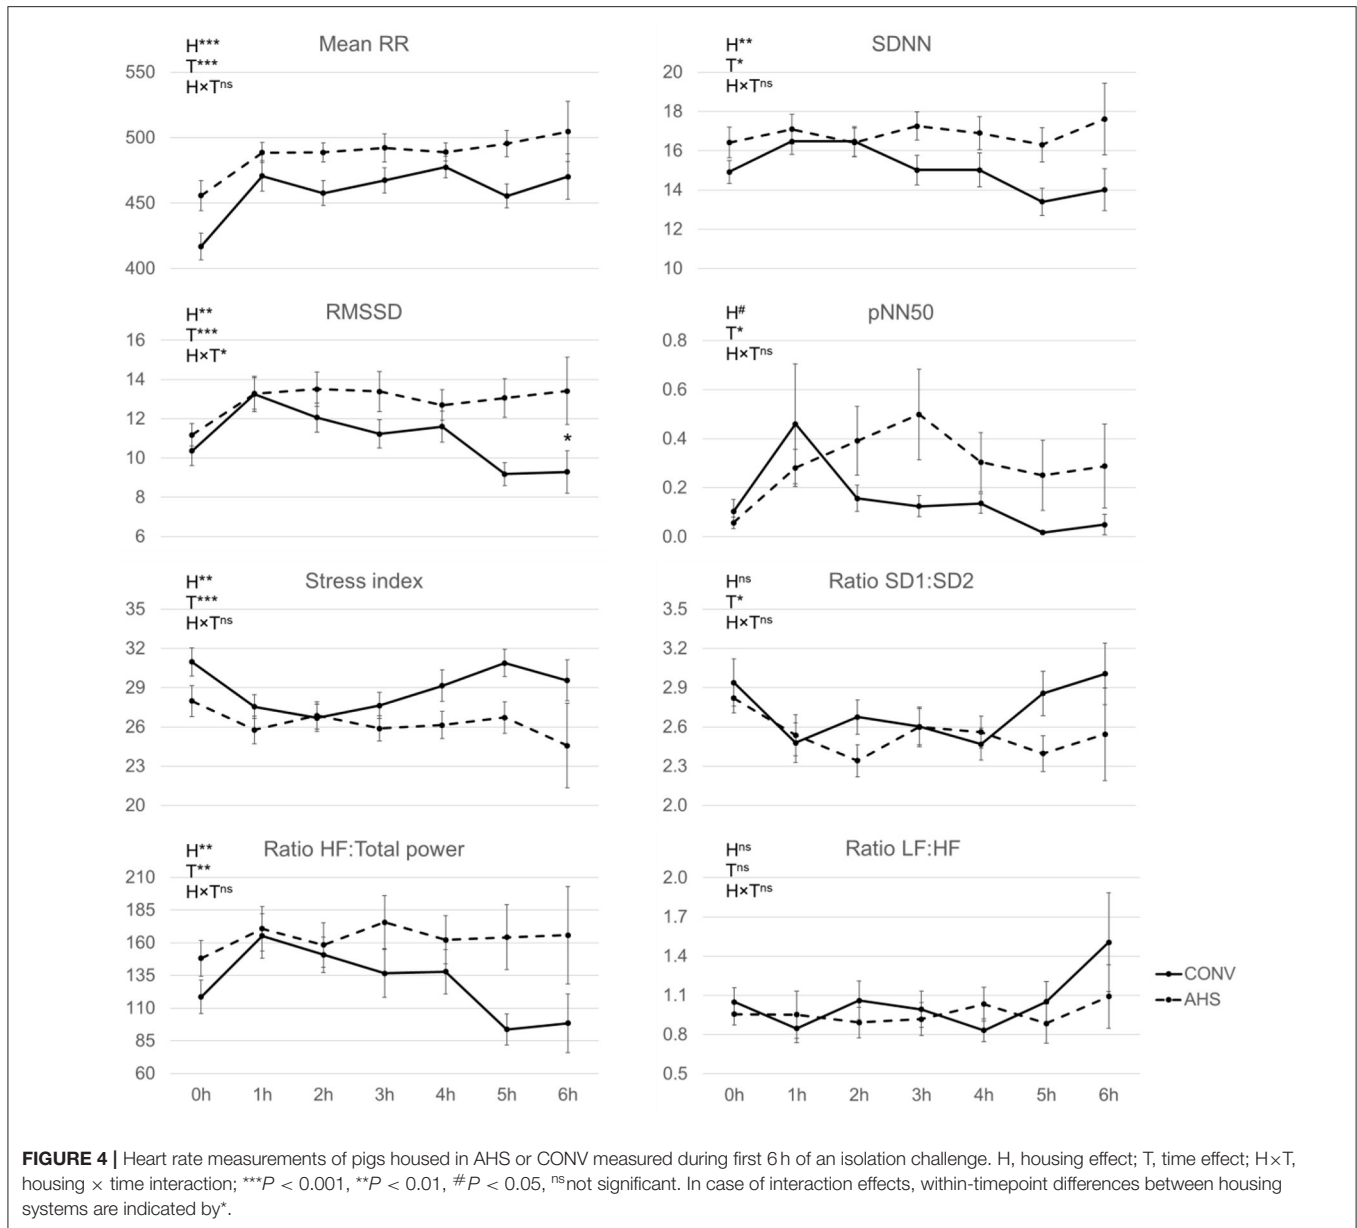 Mean RR
H***
T***
H×Tns
550
500
450
400
SDNN
H**
T*
H×Tns
20
18
16
14
12
10
RMSSD
H**
T***
H×T*
16
14
12
10
8
6
*
pNN50
H#
T*
H×Tns
0.8
0.6
0.4
0.2
0.0
Stress index
H**
T***
H×Tns
35
32
29
26
23
20
Ratio SD1:SD2
Hns
T*
H×Tns
3.5
3.2
2.9
2.6
2.3
2.0
Ratio HF:Total power
H**
T**
H×Tns
210
185
160
135
110
85
60
0h 1h 2h 3h 4h 5h 6h
Ratio LF:HF
Hns
Tns
H×Tns
2.0
1.7
1.4
1.1
0.8
0.5
0h 1h 2h 3h 4h 5h 6h
CONV
AHS
FIGURE 4 | Heart rate measurements of pigs housed in AHS or CONV measured during first 6 h of an isolation challenge. H, housing effect; T, time effect; H×T,
housing × time interaction; ***P < 0.001, **P < 0.01, #P < 0.05, nsnot significant. In case of interaction effects, within-timepoint differences between housing
systems are indicated by*.